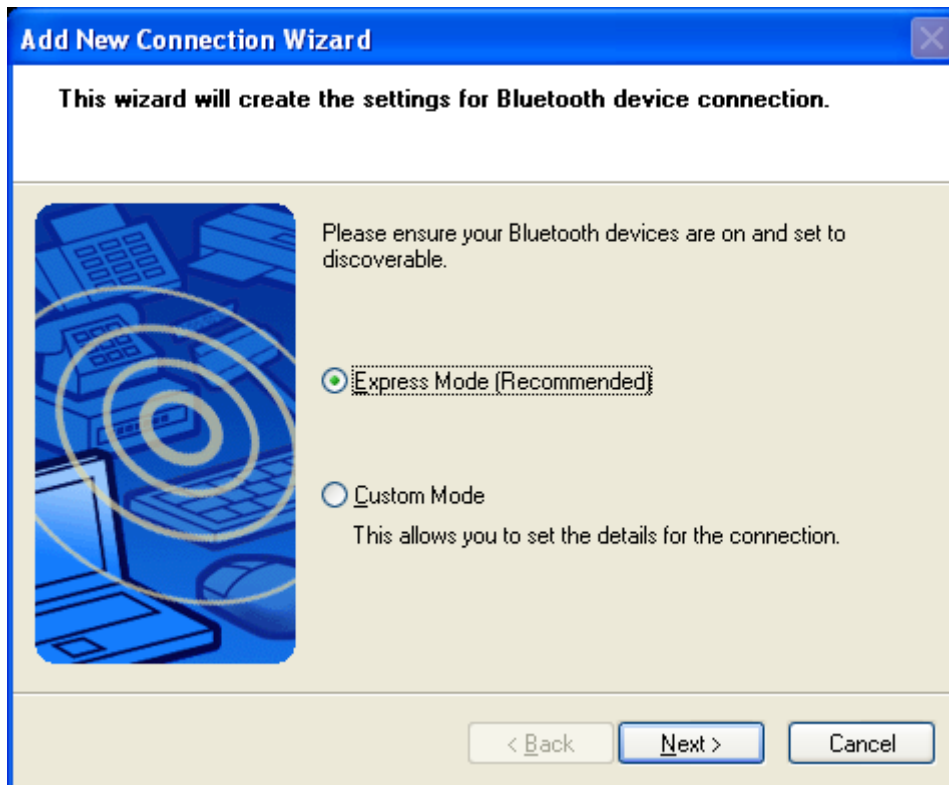 Add New Connection Wizard
This wizard will create the settings for Bluetooth device connection.
Please ensure your Bluetooth devices are on and set to
discoverable.
Express Mode (Recommended)
Custom Mode
This allows you to set the details for the connection.
< Back
Next >
Cancel